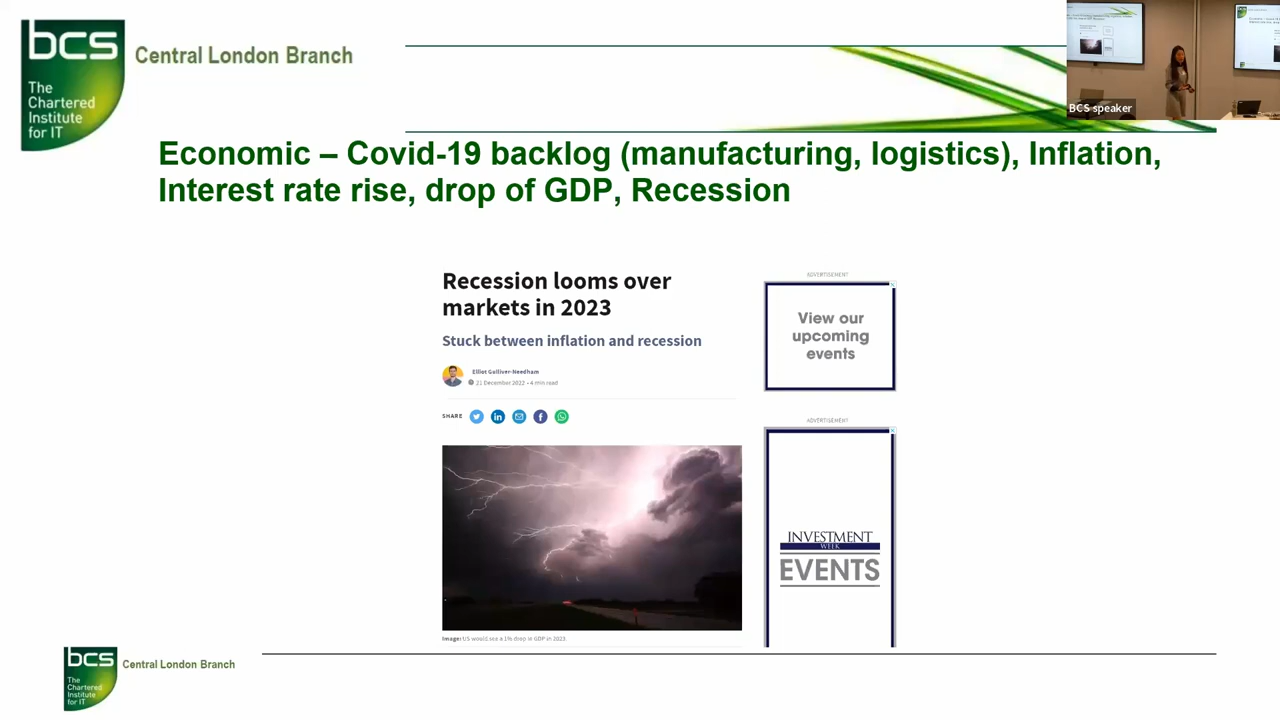 bcs
The
Chartered
Institute
for IT
Central London Branch
BCS speaker
Economic – Covid-19 backlog (manufacturing, logistics), Inflation,
Interest rate rise, drop of GDP, Recession
Recession looms over
markets in 2023
Stuck between inflation and recession
Elliot Gulliver-Needham
21 December 2022 • 4 min read
SHARE
Image: US would see a 1% drop in GDP in 2023
ADVERTISEMENT
View our
upcoming
events
ADVERTISEMENT
INVESTMENT
WEEK
EVENTS
bcs
The
Chartered
Institute
for IT
Central London Branch